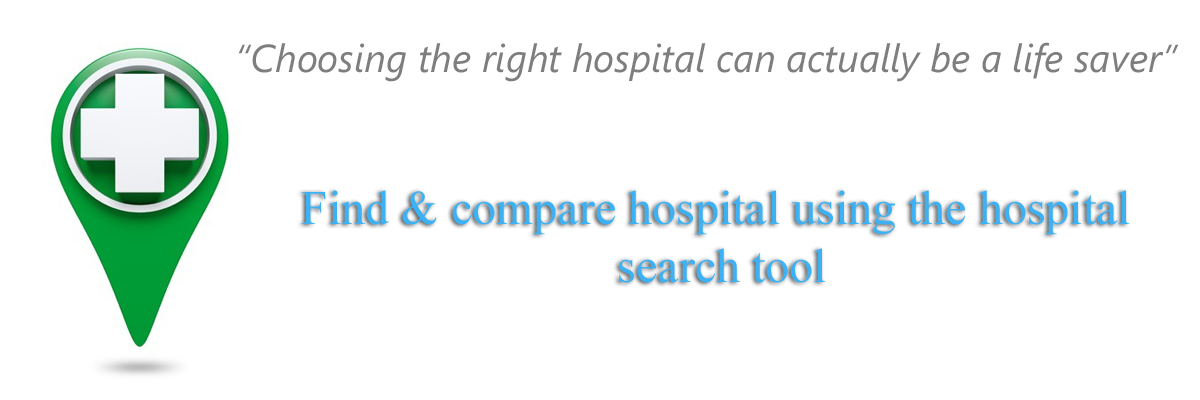 “Choosing the right hospital can actually be a life saver”
Find & compare hospital using the hospital
search tool